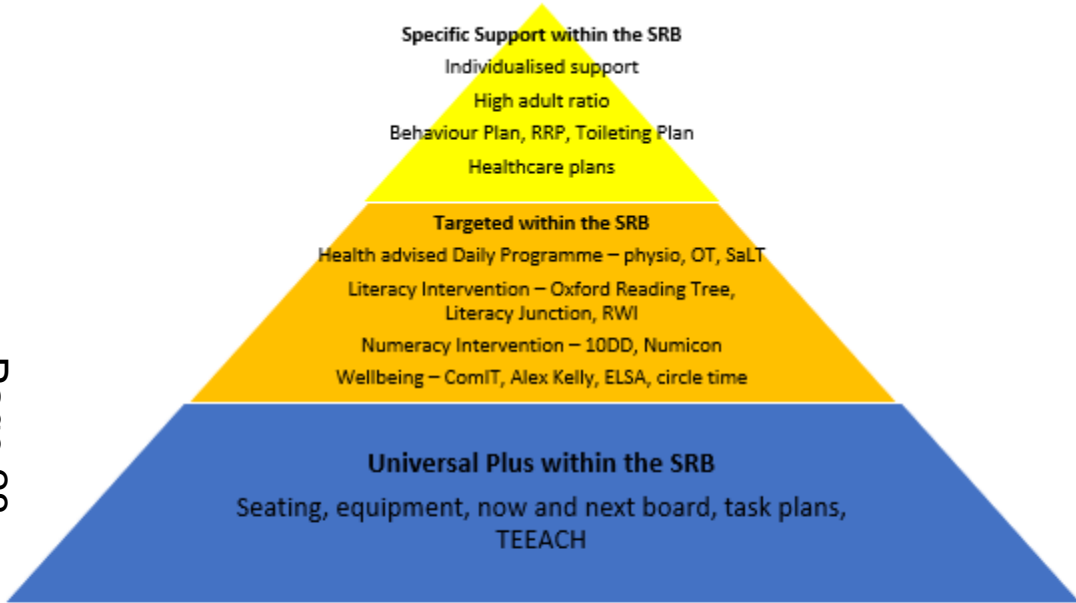 Specific Support within the SRB
Individualised support
High adult ratio
Behaviour Plan, RRP, Toileting Plan
Healthcare plans
Targeted within the SRB
Health advised Daily Programme – physio, OT, SaLT
Literacy Intervention – Oxford Reading Tree,
Literacy Junction, RWI
Numeracy Intervention – 10DD, Numicon
Wellbeing – ComIT, Alex Kelly, ELSA, circle time
Universal Plus within the SRB
Seating, equipment, now and next board, task plans,
TEEACH